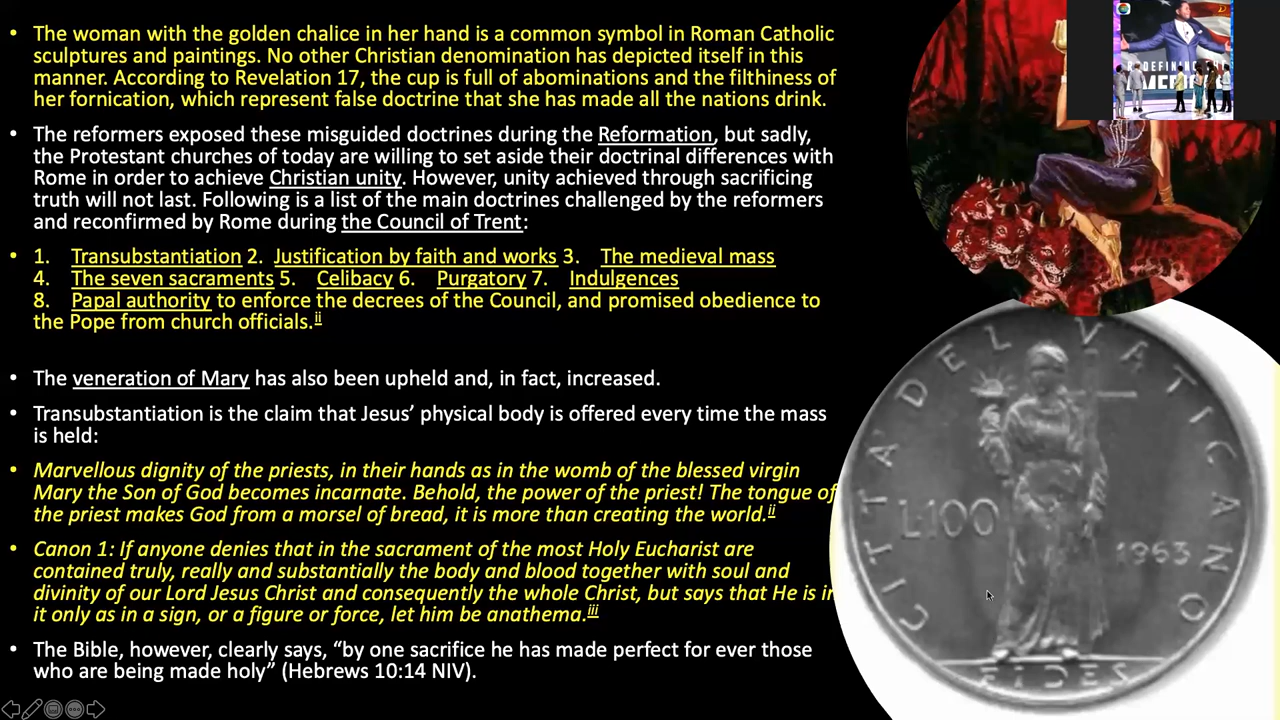 • The woman with the golden chalice in her hand is a common symbol in Roman Catholic
sculptures and paintings. No other Christian denomination has depicted itself in this
manner. According to Revelation 17, the cup is full of abominations and the filthiness of
her fornication, which represent false doctrine that she has made all the nations drink.
• The reformers exposed these misguided doctrines during the Reformation, but sadly,
the Protestant churches of today are willing to set aside their doctrinal differences with
Rome in order to achieve Christian unity. However, unity achieved through sacrificing
truth will not last. Following is a list of the main doctrines challenged by the reformers
and reconfirmed by Rome during the Council of Trent:
• 1. Transubstantiation 2. Justification by faith and works 3. The medieval mass
4. The seven sacraments 5. Celibacy 6. Purgatory 7. Indulgences
8. Papal authority to enforce the decrees of the Council, and promised obedience to
the Pope from church officials.ii
• The veneration of Mary has also been upheld and, in fact, increased.
• Transubstantiation is the claim that Jesus’ physical body is offered every time the mass
is held:
• Marvellous dignity of the priests, in their hands as in the womb of the blessed virgin
Mary the Son of God becomes incarnate. Behold, the power of the priest! The tongue of
the priest makes God from a morsel of bread, it is more than creating the world.ii
• Canon 1: If anyone denies that in the sacrament of the most Holy Eucharist are
contained truly, really and substantially the body and blood together with soul and
divinity of our Lord Jesus Christ and consequently the whole Christ, but says that He is in
it only as in a sign, or a figure or force, let him be anathema.iii
• The Bible, however, clearly says, “by one sacrifice he has made perfect for ever those
who are being made holy” (Hebrews 10:14 NIV).
CITTA DEL VATICANO
L.100
1963
FIDES